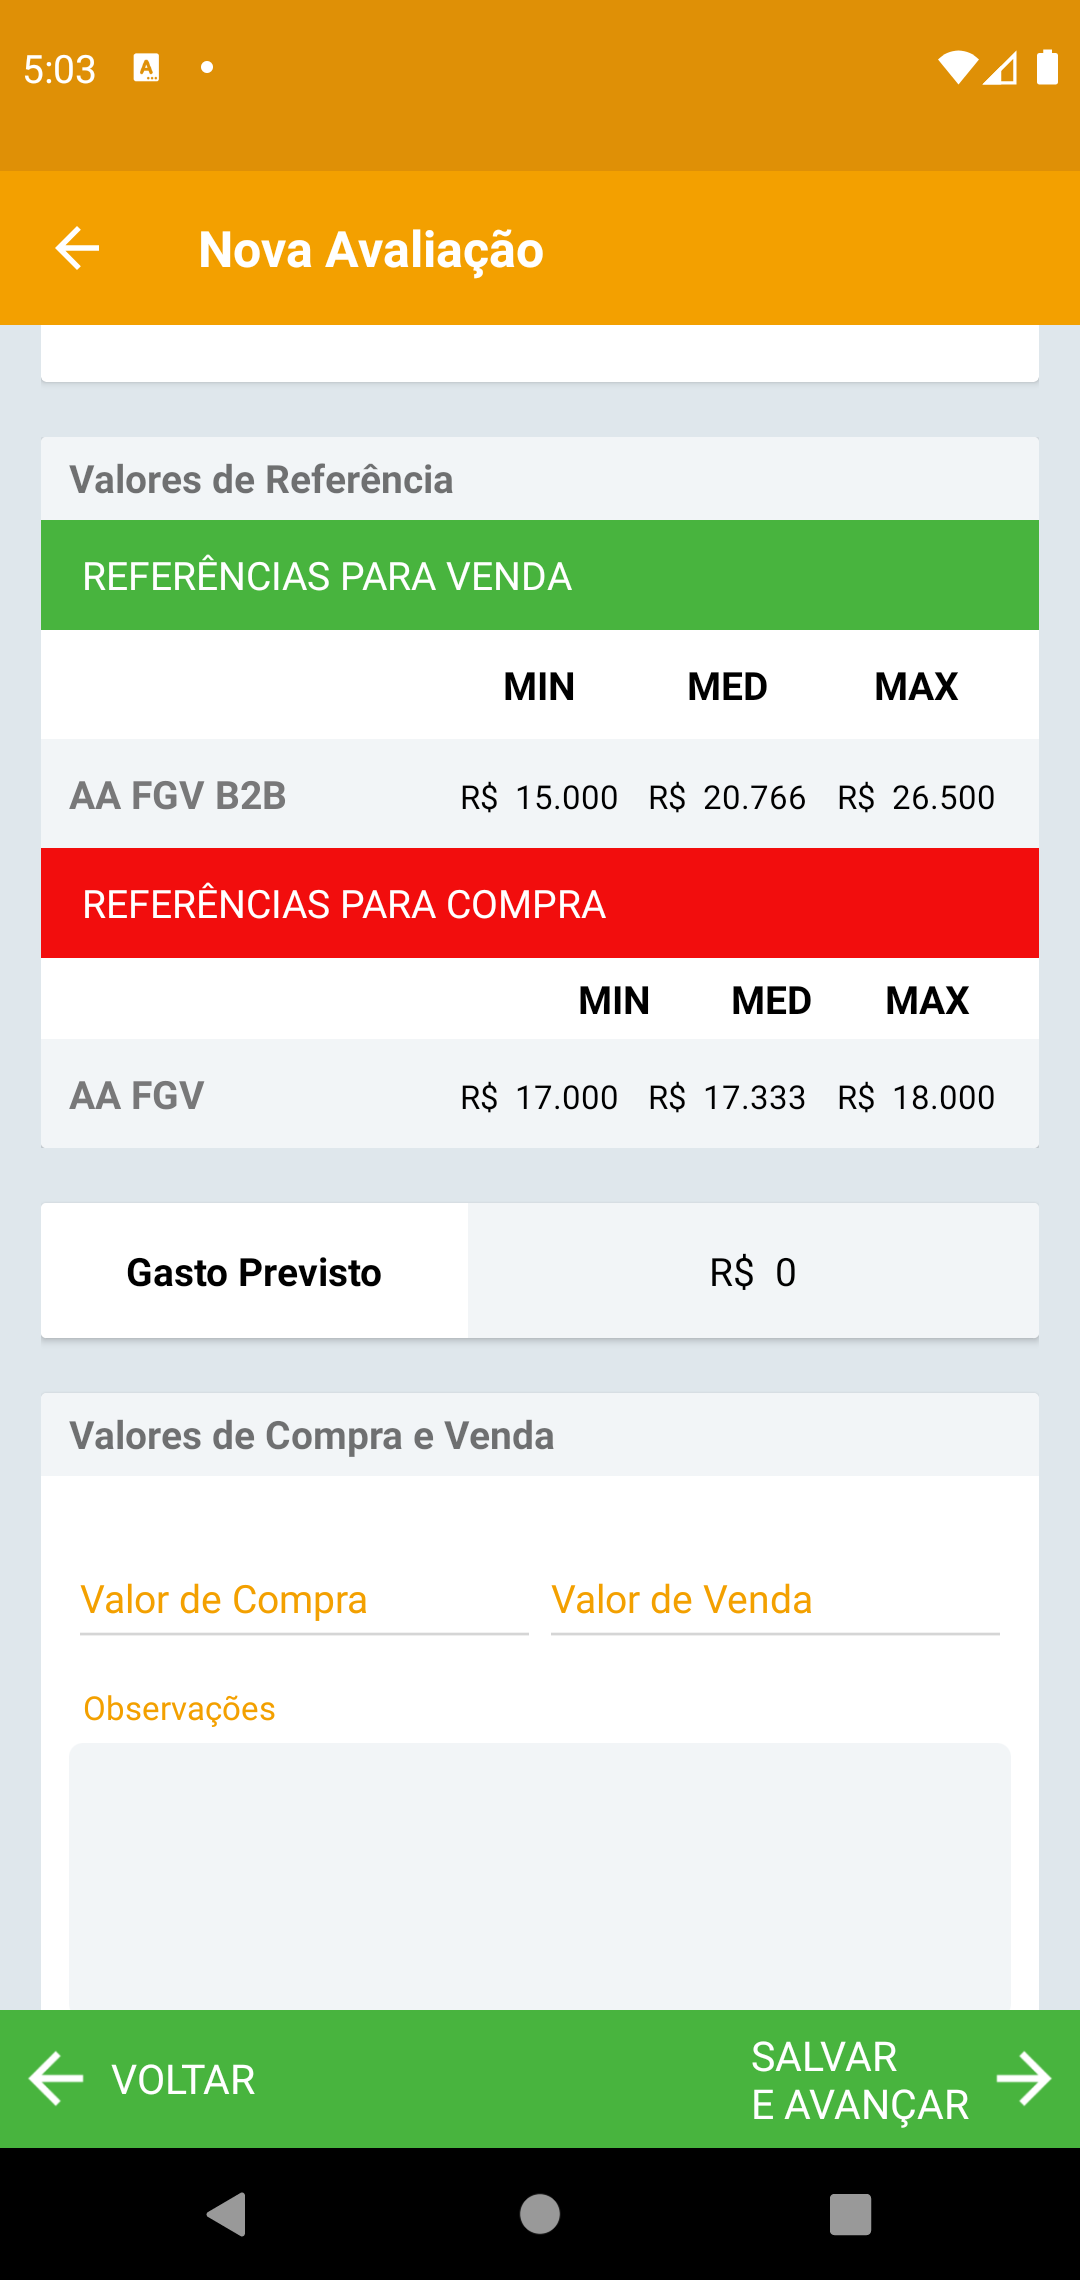 5:03
Nova Avaliação
Valores de Referência
REFERÊNCIAS PARA VENDA
MIN MED MAX
AA FGV B2B R$ 15.000 R$ 20.766 R$ 26.500
REFERÊNCIAS PARA COMPRA
MIN MED MAX
AA FGV R$ 17.000 R$ 17.333 R$ 18.000
Gasto Previsto R$ 0
Valores de Compra e Venda
Valor de Compra Valor de Venda
Observações
VOLTAR
SALVAR
E AVANÇAR